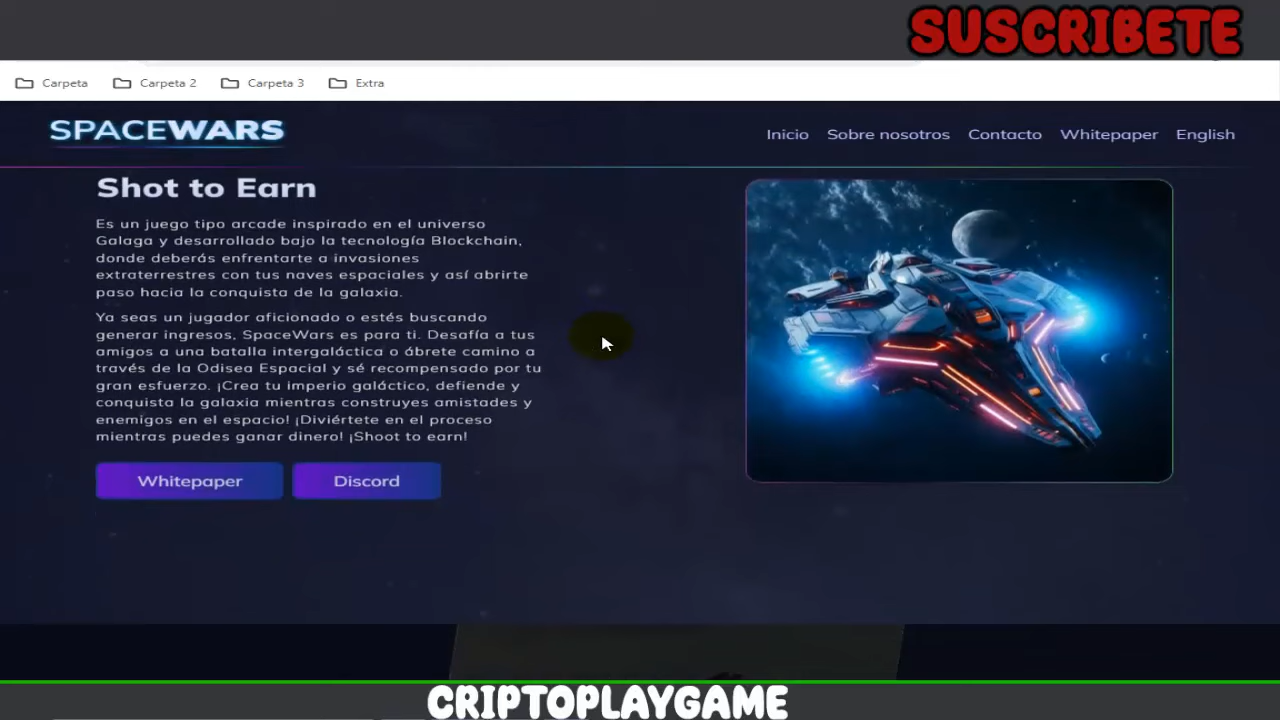 SUSCRIBETE
Carpeta Carpeta 2 Carpeta 3 Extra
SPACEWARS
Inicio Sobre nosotros Contacto Whitepaper English
Shot to Earn
Es un juego tipo arcade inspirado en el universo
Galaga y desarrollado bajo la tecnología Blockchain,
donde deberás enfrentarte a invasiones
extraterrestres con tus naves espaciales y así abrirte
paso hacia la conquista de la galaxia.
Ya seas un jugador aficionado o estés buscando
generar ingresos, SpaceWars es para ti. Desafía a tus
amigos a una batalla intergaláctica o ábrete camino a
través de la Odisea Espacial y sé recompensado por tu
gran esfuerzo. ¡Crea tu imperio galáctico, defiende y
conquista la galaxia mientras construyes amistades y
enemigos en el espacio! ¡Diviértete en el proceso
mientras puedes ganar dinero! ¡Shoot to earn!
Whitepaper Discord
CRIPTOPLAYGAME